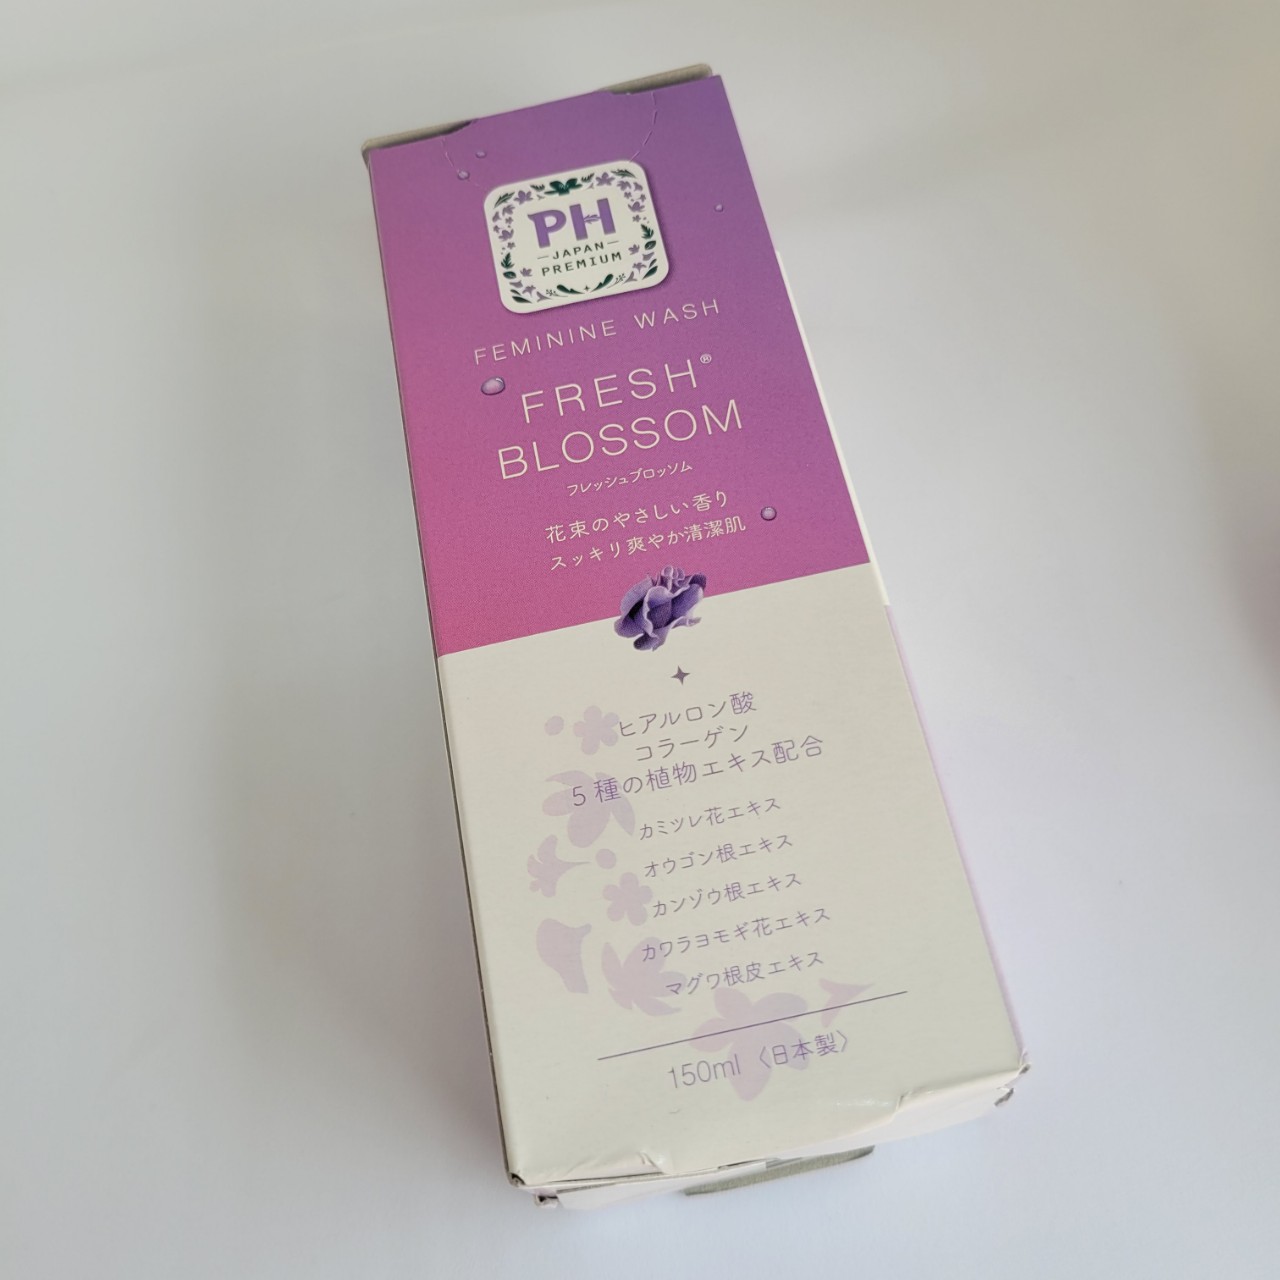 PH
JAPAN
PREMIUM
FEMININE WASH
FRESH®
BLOSSOM
フレッシュブロッソム
花束のやさしい香り
スッキリ爽やか清潔肌
ヒアルロン酸
コラーゲン
5種の植物エキス配合
カミツレ花エキス
オウゴン根エキス
カンゾウ根エキス
カワラヨモギ花エキス
マグワ根皮エキス
150ml〈日本製〉